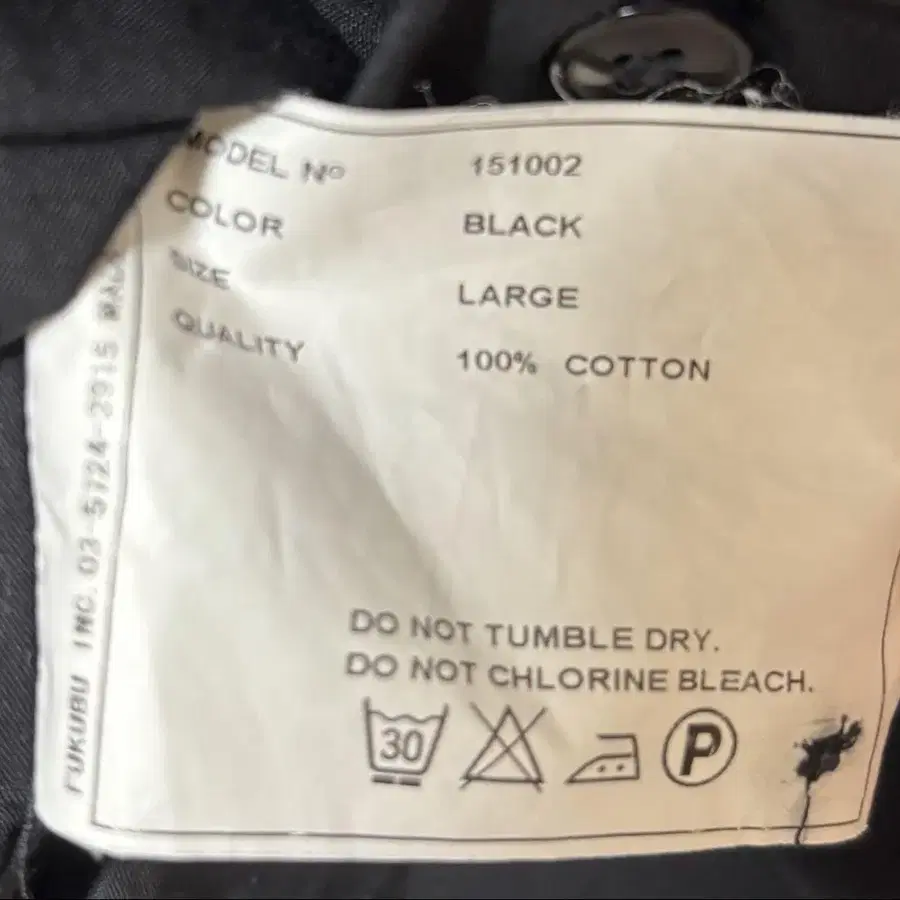 MODEL Nº 151002
COLOR BLACK
SIZE LARGE
QUALITY 100% COTTON
DO NOT TUMBLE DRY.
DO NOT CHLORINE BLEACH.
30 P
FUKUBU INC. 03-5724-2915